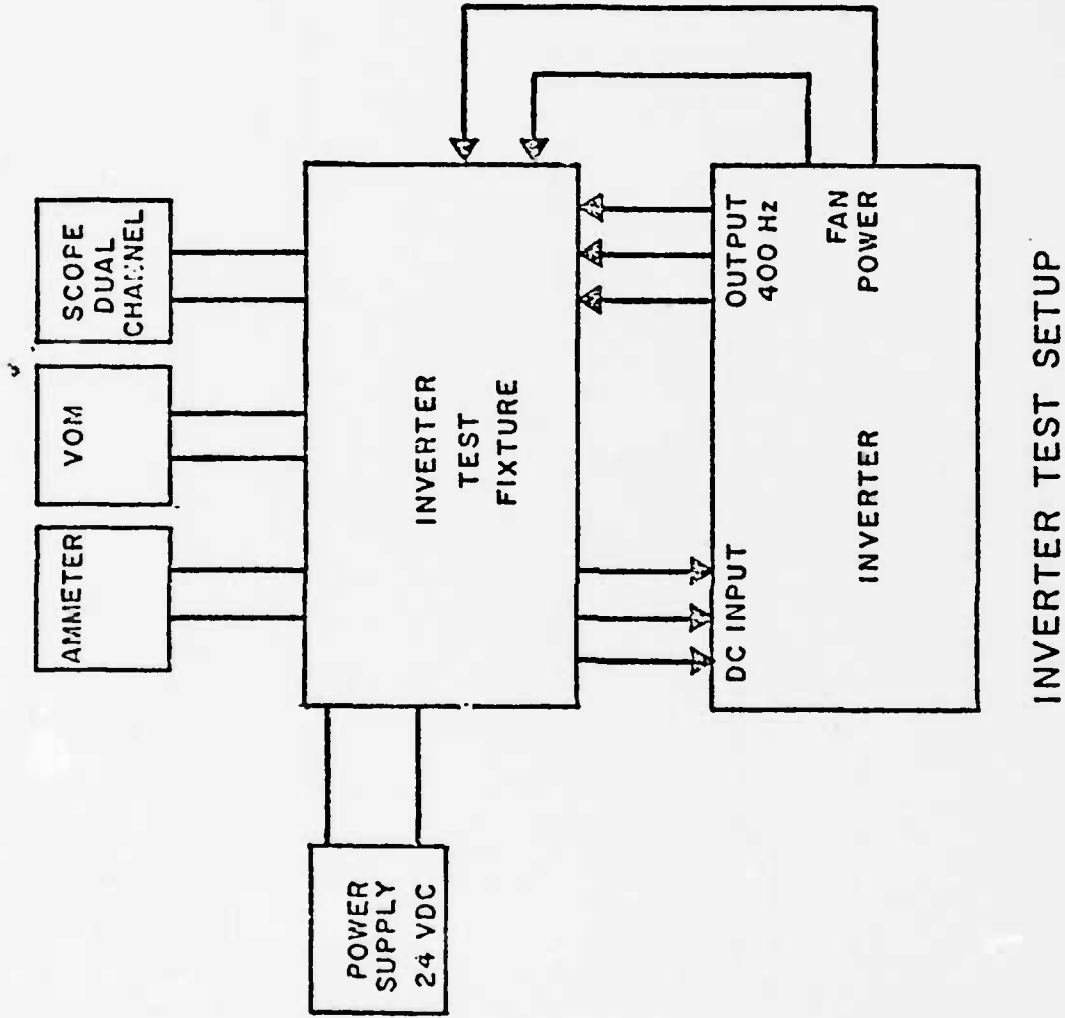 SCOPE
DUAL
CHANNEL
VOM
AMMETER
INVERTER
TEST
FIXTURE
POWER
SUPPLY
24 VDC
OUTPUT
400 Hz
FAN
POWER
DC INPUT
INVERTER
INVERTER TEST SETUP